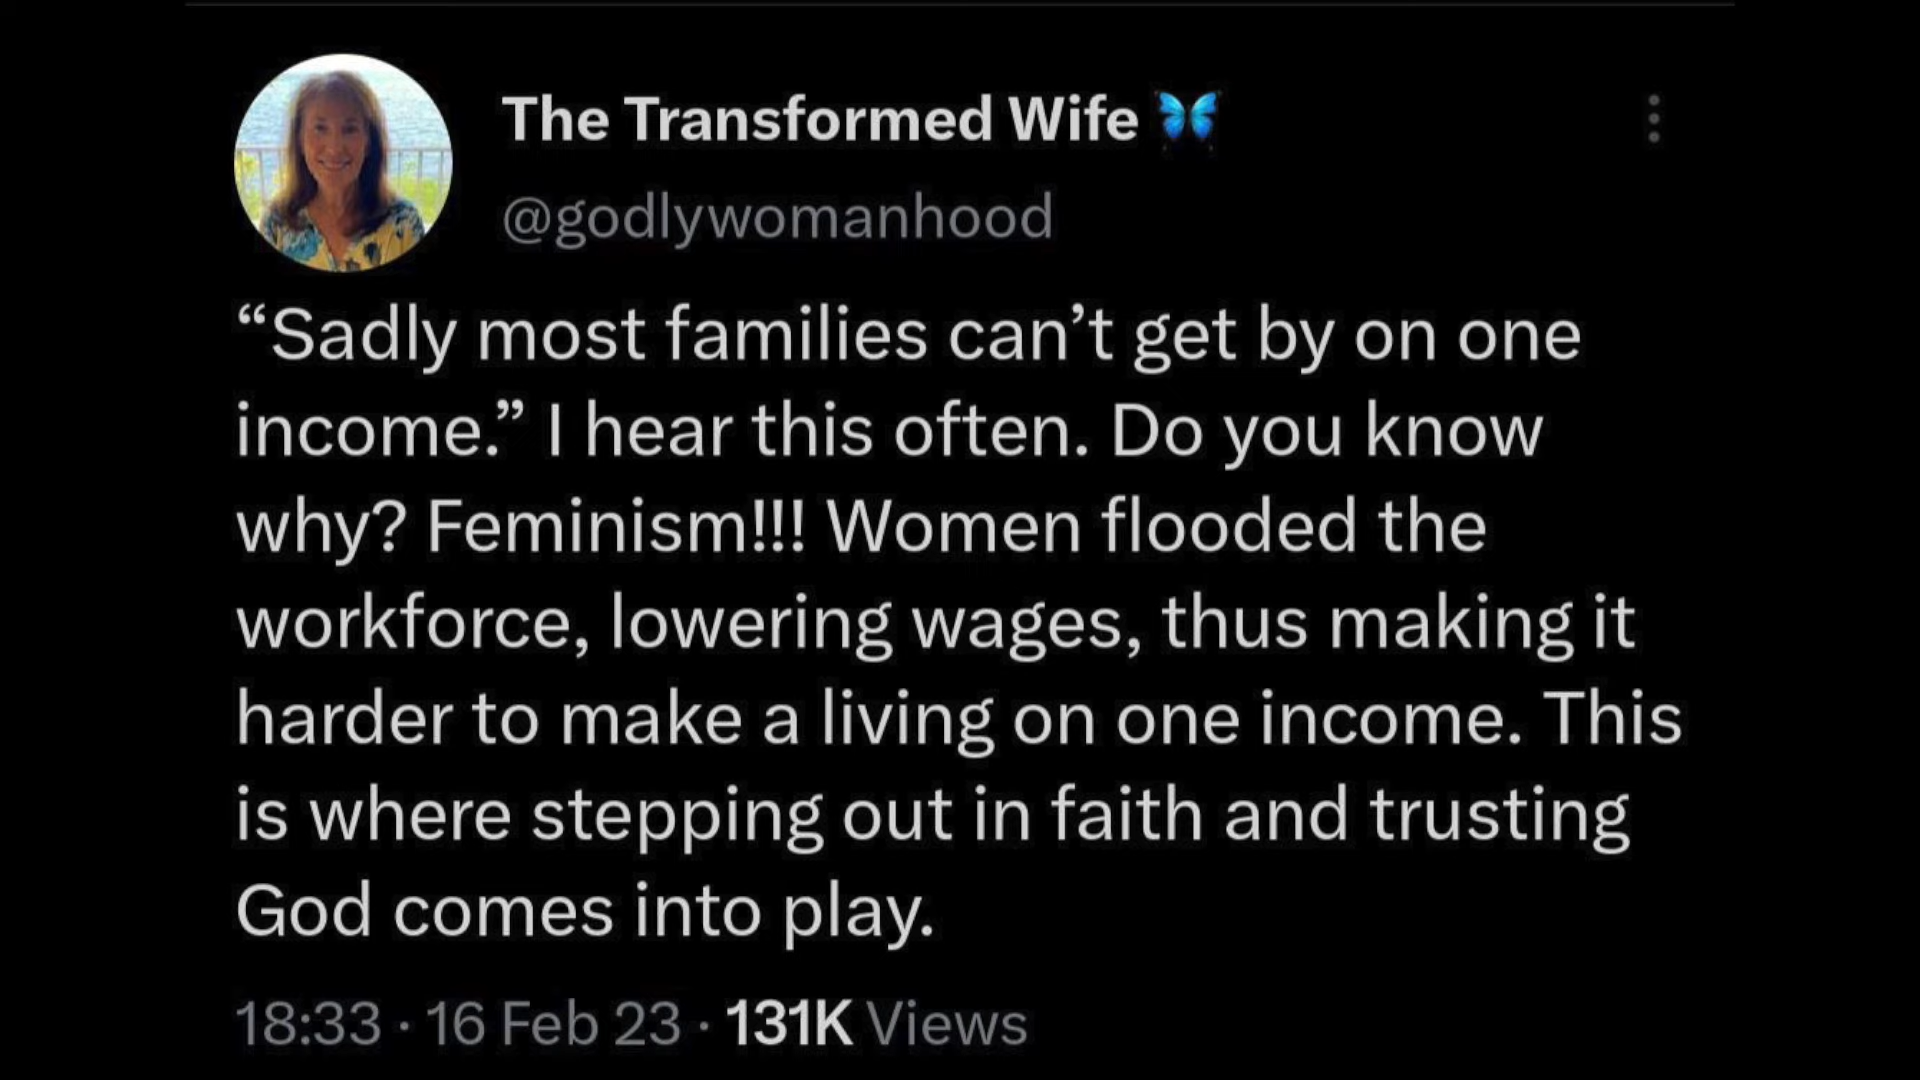 The Transformed Wife 🦋
@godlywomanhood
“Sadly most families can’t get by on one
income.” I hear this often. Do you know
why? Feminism!!! Women flooded the
workforce, lowering wages, thus making it
harder to make a living on one income. This
is where stepping out in faith and trusting
God comes into play.
18:33 · 16 Feb 23 · 131K Views